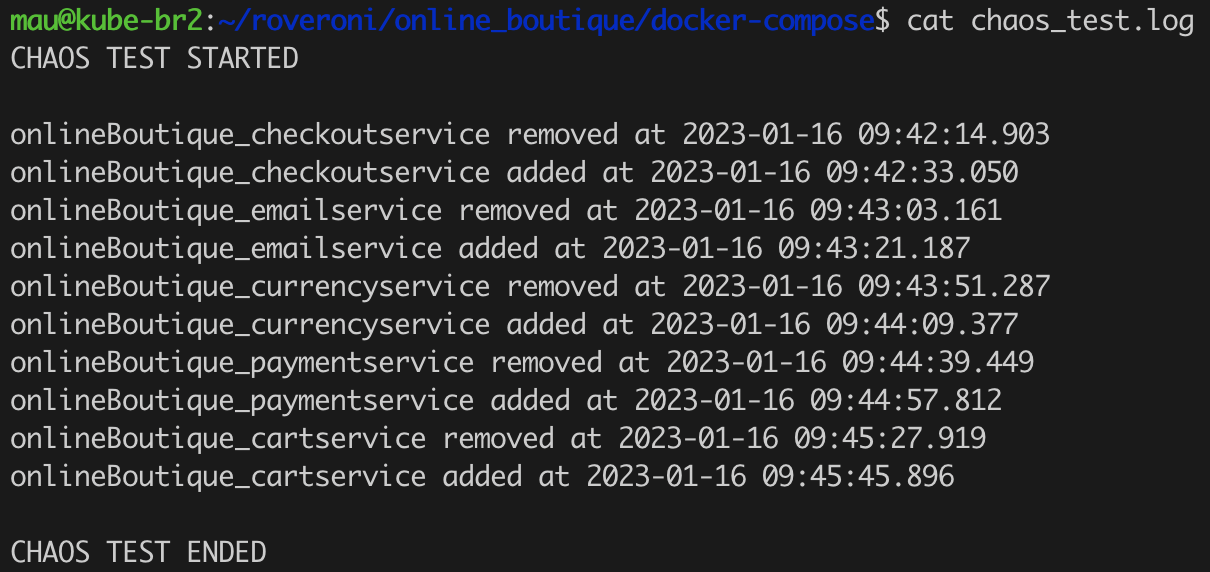 mau@kube-br2:~/roveroni/online_boutique/docker-compose$ cat chaos_test.log
CHAOS TEST STARTED
onlineBoutique_checkoutservice removed at 2023-01-16 09:42:14.903
onlineBoutique_checkoutservice added at 2023-01-16 09:42:33.050
onlineBoutique_emailservice removed at 2023-01-16 09:43:03.161
onlineBoutique_emailservice added at 2023-01-16 09:43:21.187
onlineBoutique_currencyservice removed at 2023-01-16 09:43:51.287
onlineBoutique_currencyservice added at 2023-01-16 09:44:09.377
onlineBoutique_paymentservice removed at 2023-01-16 09:44:39.449
onlineBoutique_paymentservice added at 2023-01-16 09:44:57.812
onlineBoutique_cartservice removed at 2023-01-16 09:45:27.919
onlineBoutique_cartservice added at 2023-01-16 09:45:45.896
CHAOS TEST ENDED